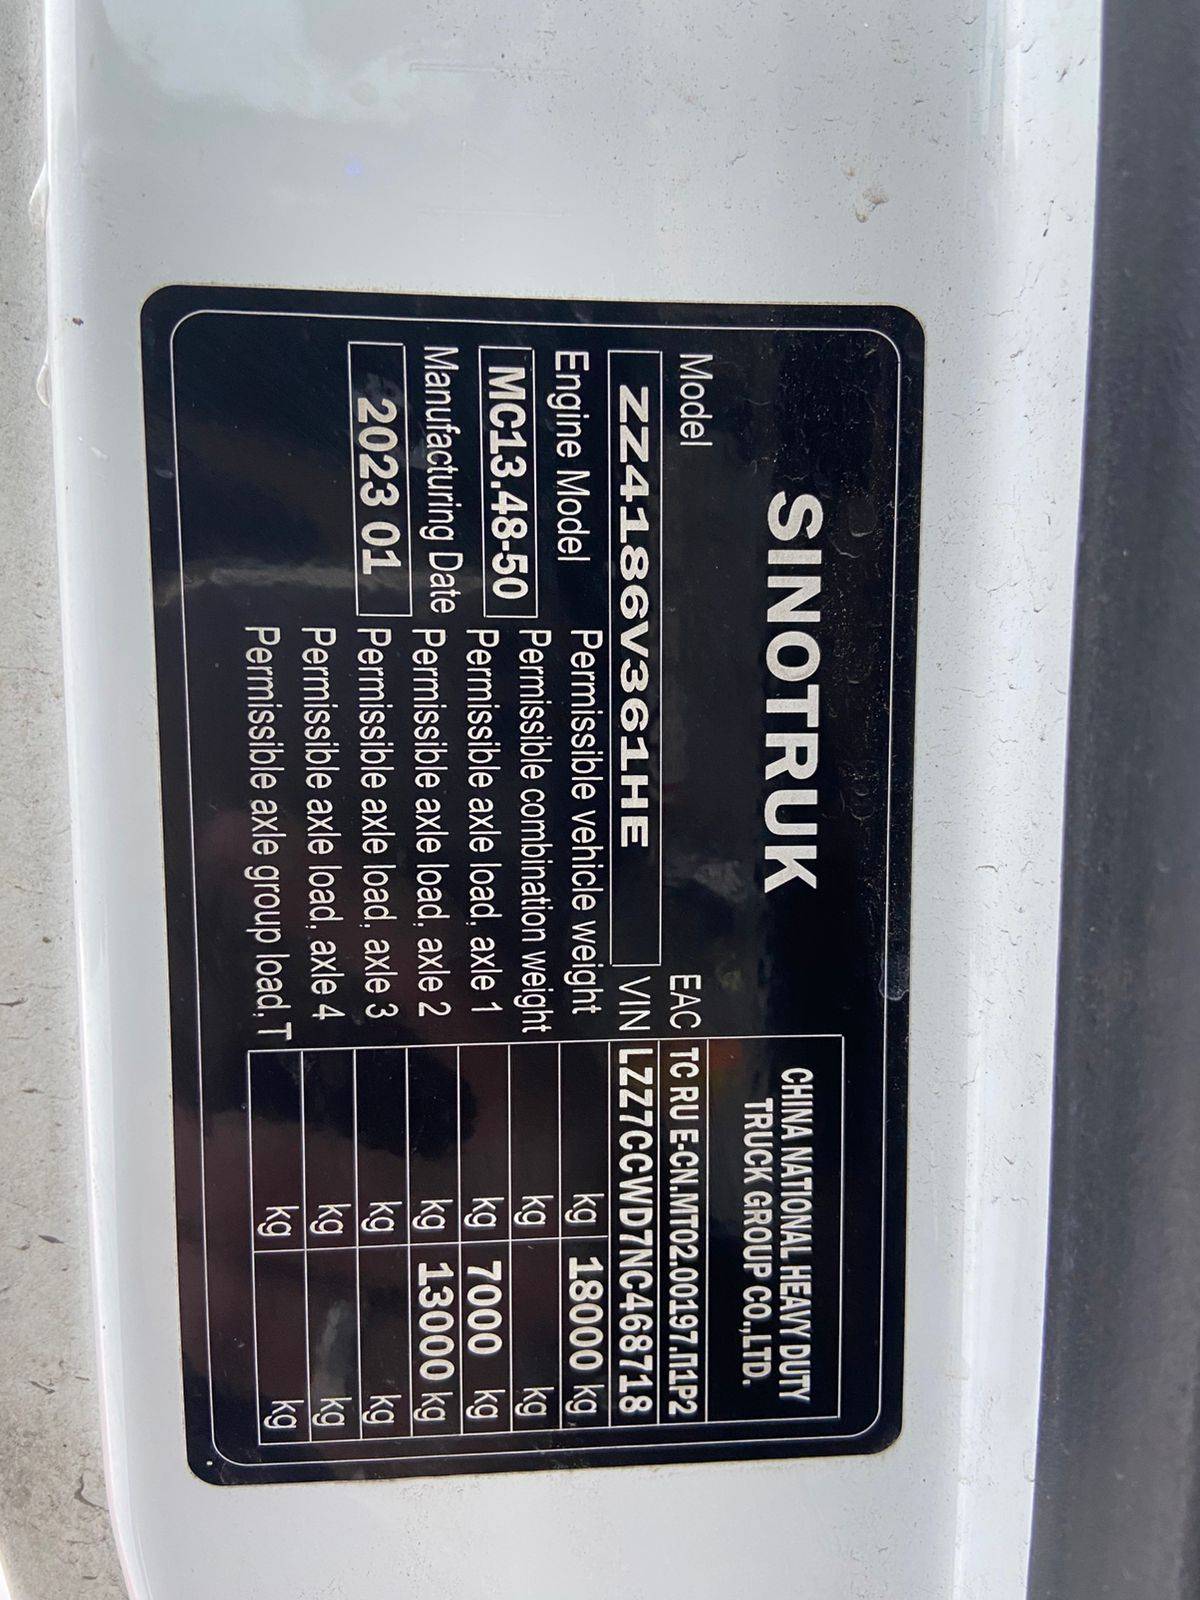 SINOTRUK
CHINA NATIONAL HEAVY DUTY
TRUCK GROUP CO.,LTD.
Model
EAC TC RU E-CN.MT02.00197.П1P2
ZZ4186V361HE
VIN LZZ7CCWD7NC468718
Engine Model
Permissible vehicle weight kg 18000 kg
MC13.48-50
Permissible combination weight kg kg
Permissible axle load, axle 1 kg 7000 kg
Manufacturing Date
Permissible axle load, axle 2 kg 13000 kg
2023 01
Permissible axle load, axle 3 kg kg
Permissible axle load, axle 4 kg kg
Permissible axle group load,T kg kg